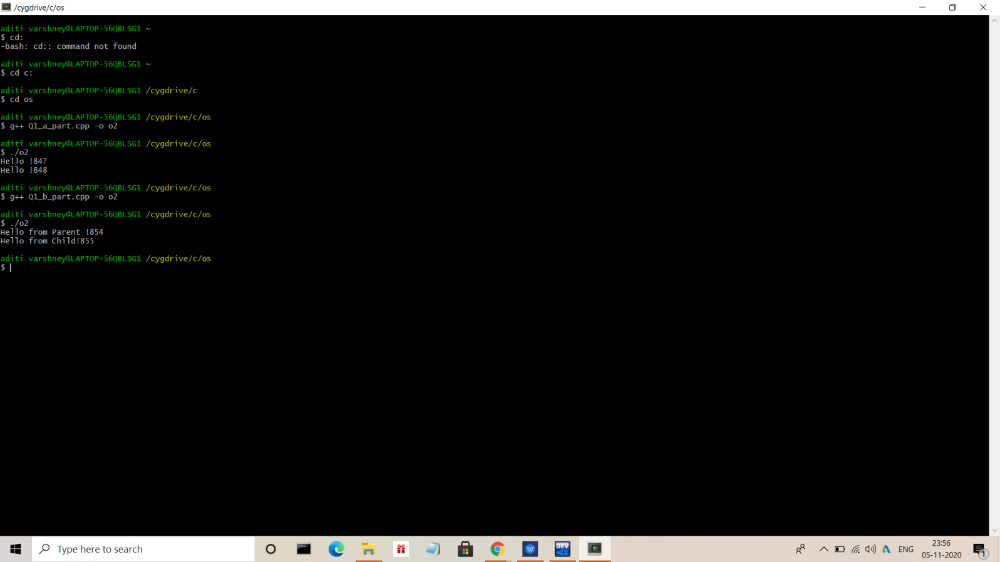 /cygdrive/c/os
aditi varshney@LAPTOP-56QBLSG1 ~
$ cd:
-bash: cd:: command not found
aditi varshney@LAPTOP-56QBLSG1 ~
$ cd c:
aditi varshney@LAPTOP-56QBLSG1 /cygdrive/c
$ cd os
aditi varshney@LAPTOP-56QBLSG1 /cygdrive/c/os
$ g++ Q1_a_part.cpp -o o2
aditi varshney@LAPTOP-56QBLSG1 /cygdrive/c/os
$ ./o2
Hello !847
Hello !848
aditi varshney@LAPTOP-56QBLSG1 /cygdrive/c/os
$ g++ Q1_b_part.cpp -o o2
aditi varshney@LAPTOP-56QBLSG1 /cygdrive/c/os
$ ./o2
Hello from Parent !854
Hello from Child!855
aditi varshney@LAPTOP-56QBLSG1 /cygdrive/c/os
$
Type here to search
DEV
ENG
23:56
05-11-2020
1